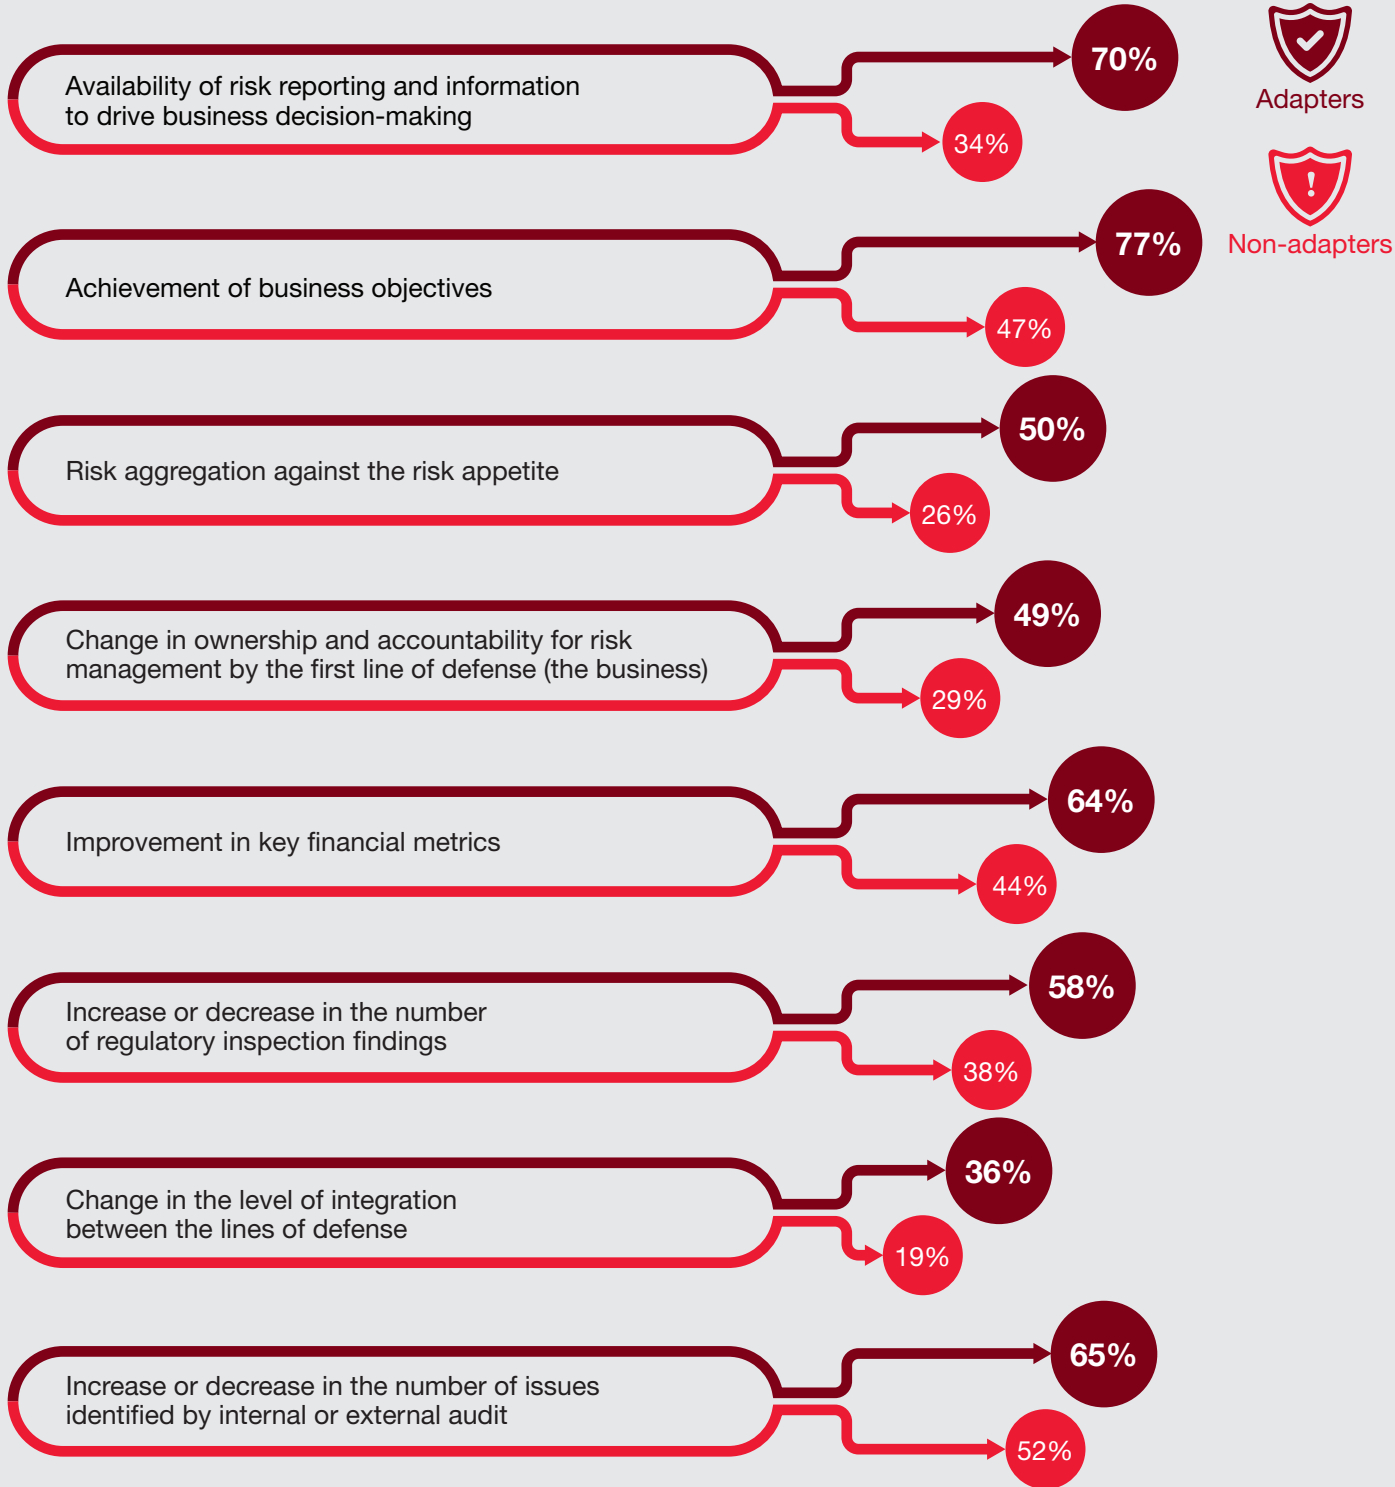 Availability of risk reporting and information
to drive business decision-making
70%
34%
Adapters
Non-adapters
Achievement of business objectives
77%
47%
Risk aggregation against the risk appetite
50%
26%
Change in ownership and accountability for risk
management by the first line of defense (the business)
49%
29%
Improvement in key financial metrics
64%
44%
Increase or decrease in the number
of regulatory inspection findings
58%
38%
Change in the level of integration
between the lines of defense
36%
19%
Increase or decrease in the number of issues
identified by internal or external audit
65%
52%